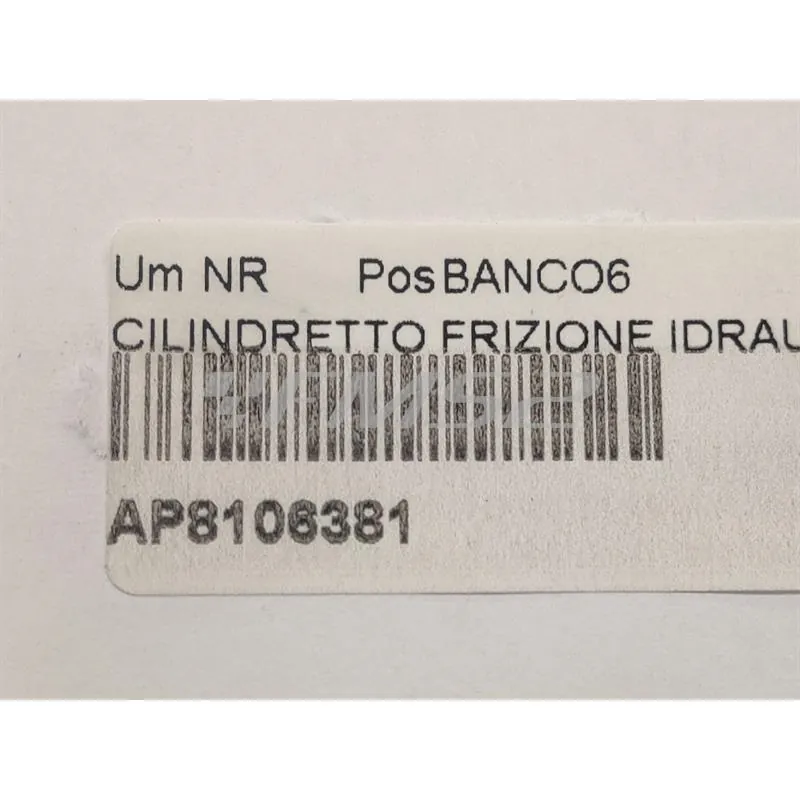 Um NR PosBANCO6
CILINDRETTO FRIZIONE IDRAU
AP8106381